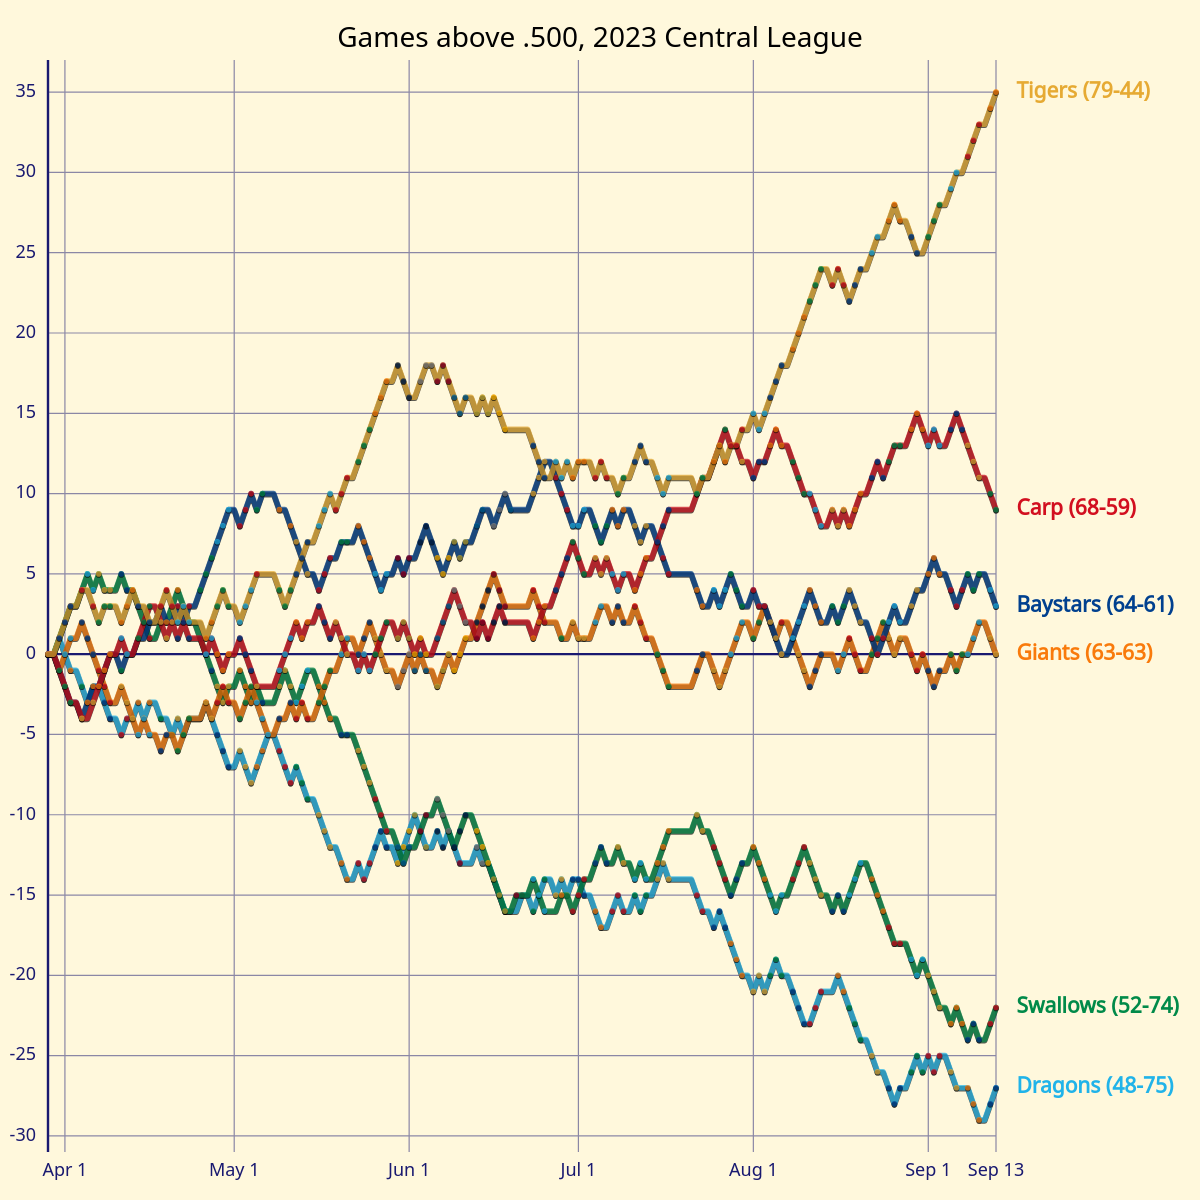 Games above .500, 2023 Central League
35
30
25
20
15
10
5
0
-5
-10
-15
-20
-25
-30
Tigers (79-44)
Carp (68-59)
Baystars (64-61)
Giants (63-63)
Swallows (52-74)
Dragons (48-75)
Apr 1
May 1
Jun 1
Jul 1
Aug 1
Sep 1
Sep 13